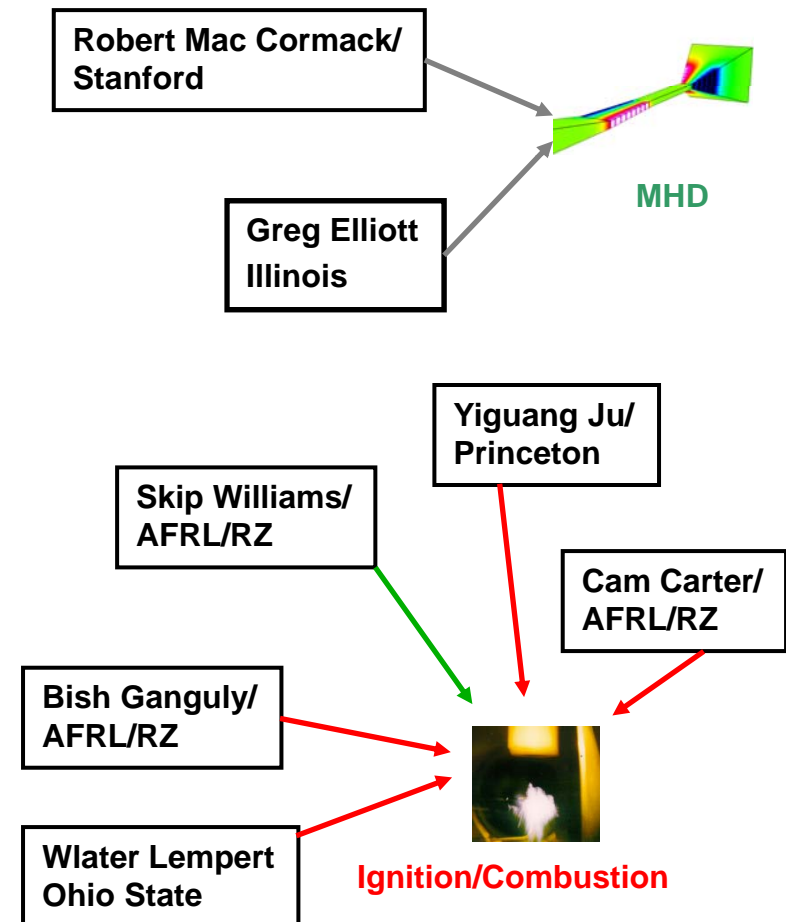 Robert Mac Cormack/
Stanford
MHD
Greg Elliott
Illinois
Yiguang Ju/
Princeton
Skip Williams/
AFRL/RZ
Cam Carter/
AFRL/RZ
Bish Ganguly/
AFRL/RZ
Wlater Lempert
Ohio State
Ignition/Combustion